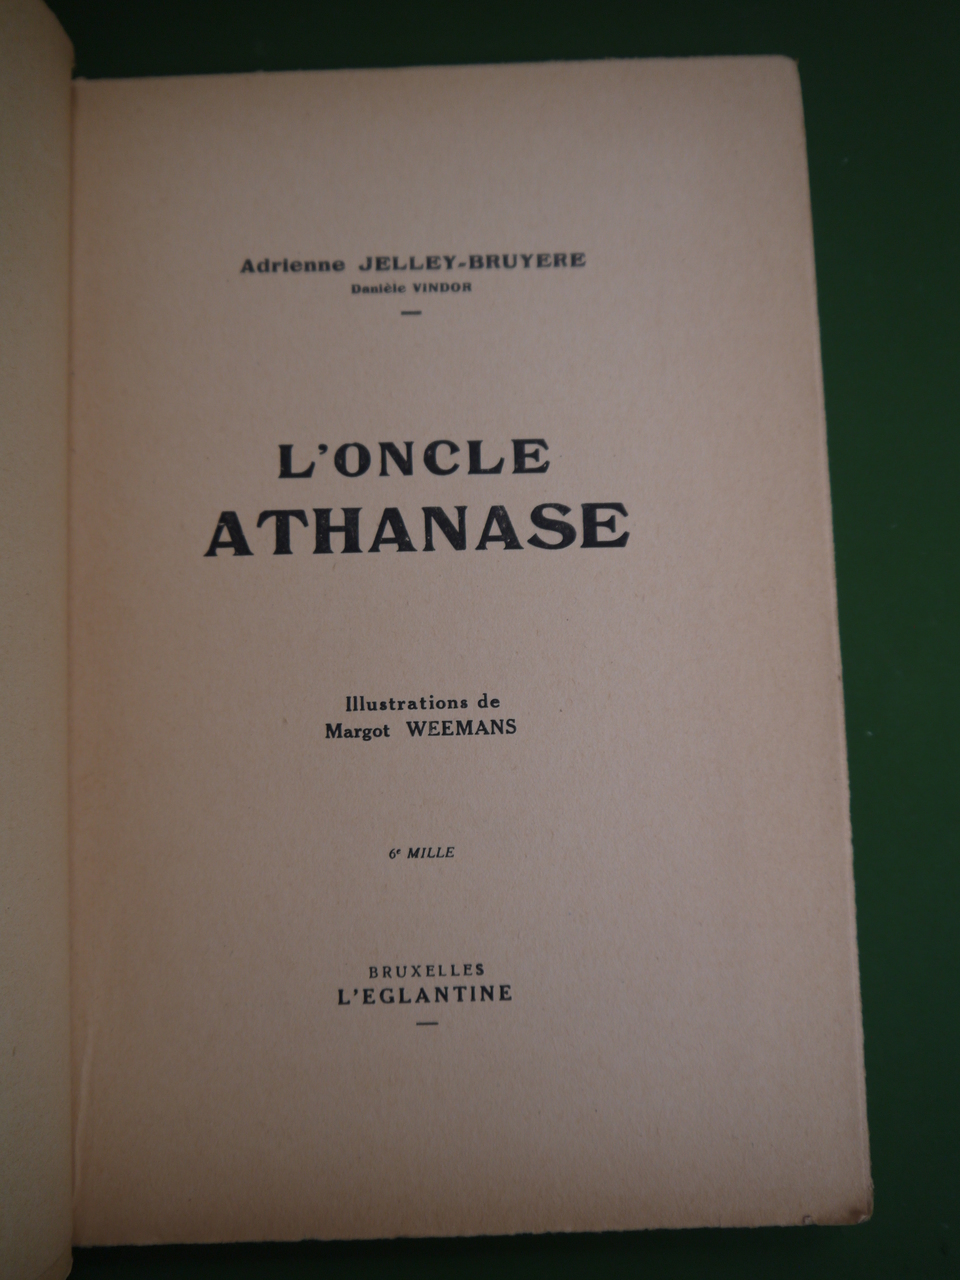 Adrienne JELLEY-BRUYERE
Danièle VINDOR
L'ONCLE
ATHANASE
Illustrations de
Margot WEEMANS
6e MILLE
BRUXELLES
L'EGLANTINE